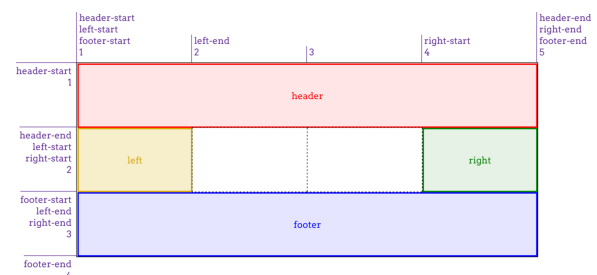 header-start
left-start
footer-start
1
left-end
2
3
right-start
4
header-end
right-end
footer-end
5
header-start
1
header
header-end
left-start
right-start
2
left
right
footer-start
left-end
right-end
3
footer
footer-end